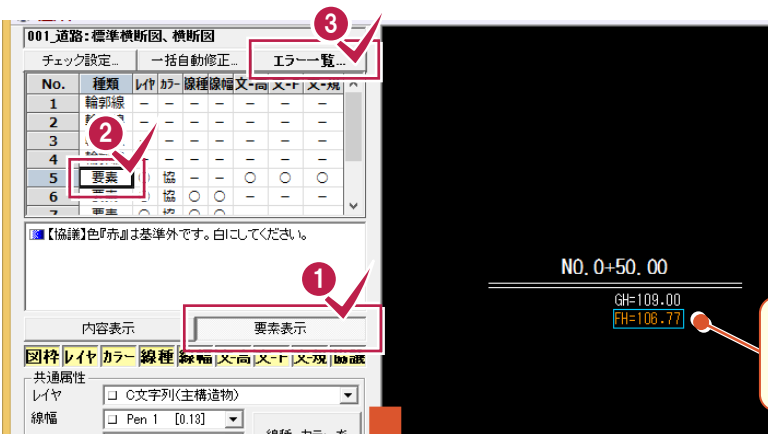 001_道路:標準横断図、横断図
チェック設定... 一括自動修正... エラー一覧...
3
No. 種類 ﾚｲﾔ ｶﾗｰ 線種 線幅 文-高 文-F 文-規
1 輪郭線 － － － － － － －
2 － － － － － － －
3 － － － － － －
4 － － － － － －
2
5 要素 協 － － ○ ○ ○
6 要素 ○ 協 ○ ○ － － －
7 要素 ○ 協 ○ ○ － － －
【協議】色『赤』は基準外です。白にしてください。
1
内容表示 要素表示
図枠 レイヤ カラー 線種 線幅 文-高 文-F 文-規 協議
共通属性
レイヤ □ C文字列(主構造物)
線幅 □ Pen 1 [0.13]
NO.0+50.00
GH=109.00
FH=106.77